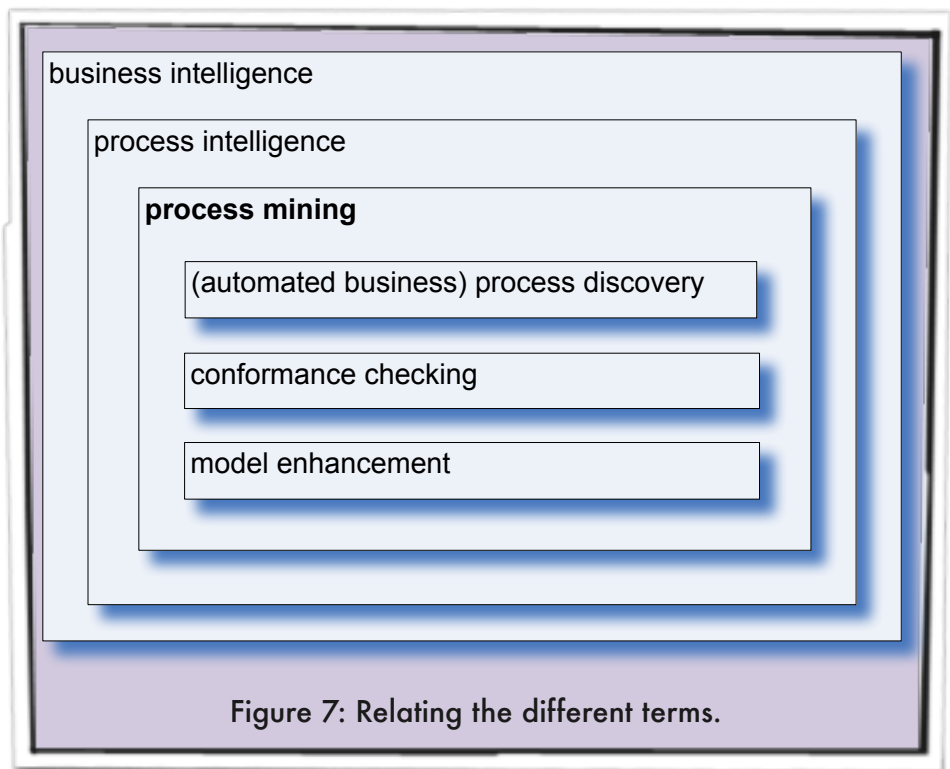 business intelligence
process intelligence
process mining
(automated business) process discovery
conformance checking
model enhancement
Figure 7: Relating the different terms.